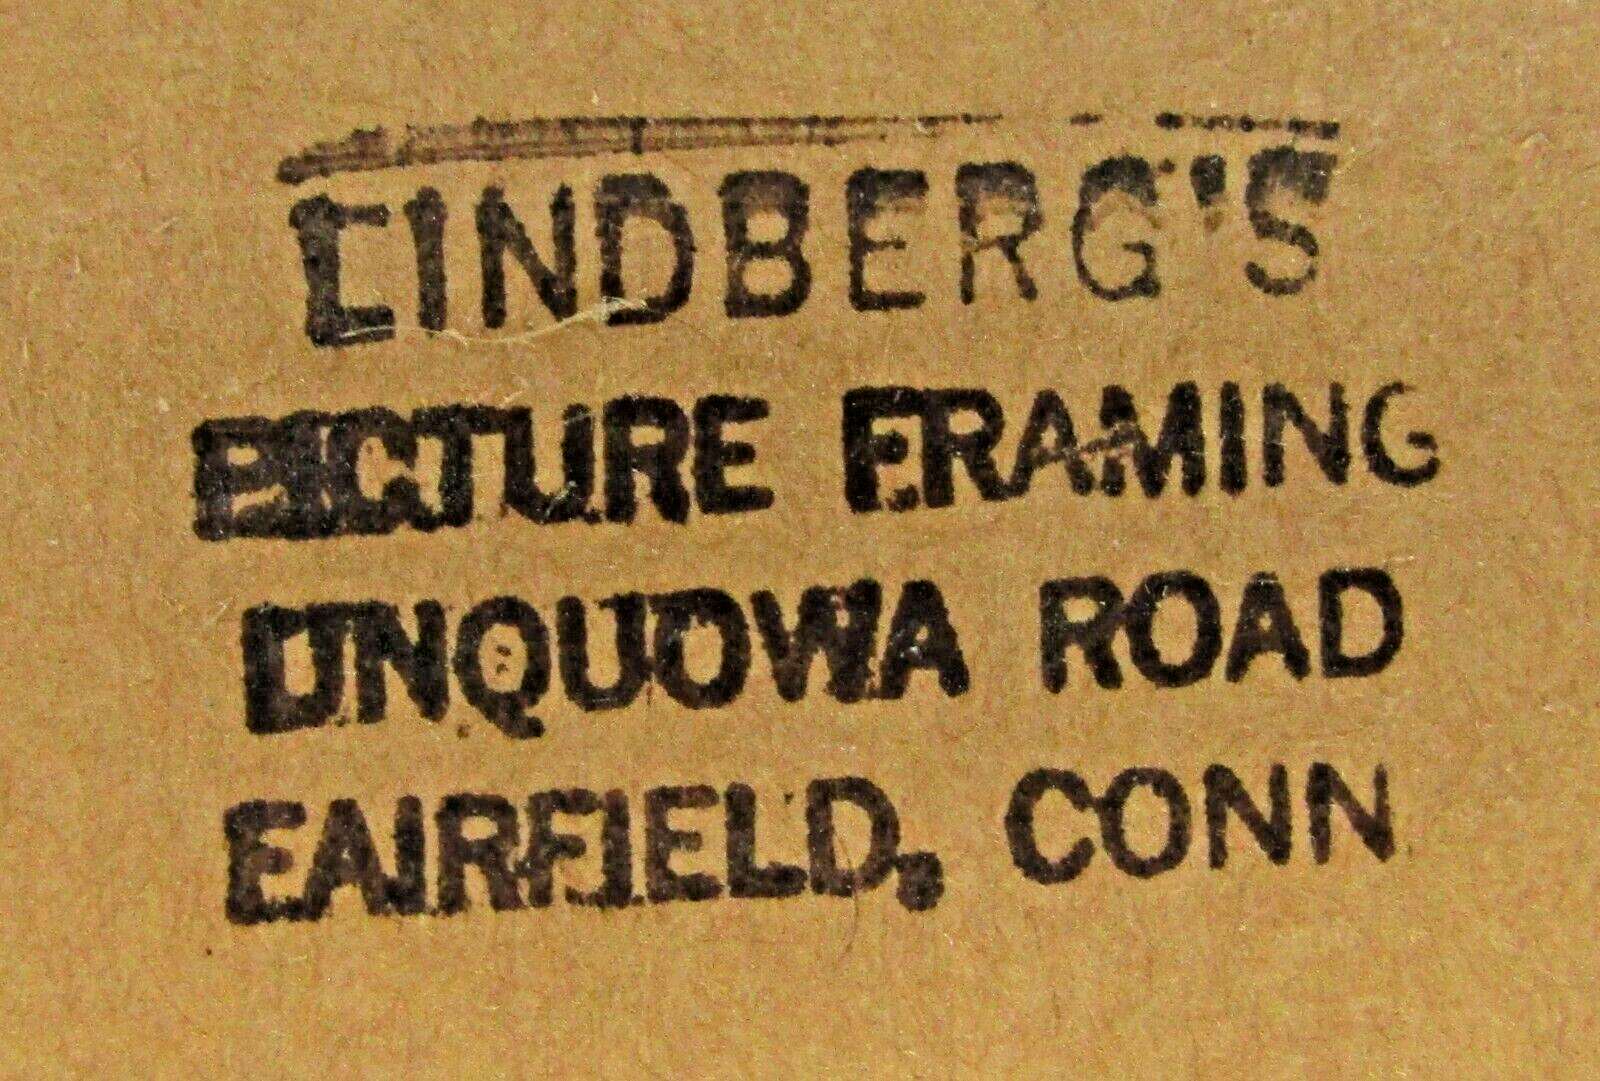 LINDBERG'S
PICTURE FRAMING
UNQUOWA ROAD
FAIRFIELD, CONN